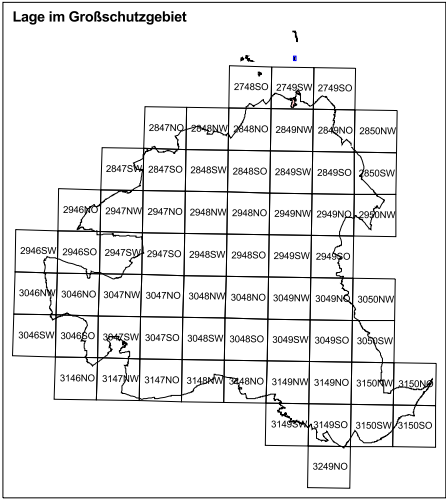 Lage im Großschutzgebiet
2748SO 2749SW 2749SO
2847NO 2848NW 2848NO 2849NW 2849NO 2850NW
2847SW 2847SO 2848SW 2848SO 2849SW 2849SO 2850SW
2946NO 2947NW 2947NO 2948NW 2948NO 2949NW 2949NO 2950NW
2946SW 2946SO 2947SW 2947SO 2948SW 2948SO 2949SW 2949SO
3046NW 3046NO 3047NW 3047NO 3048NW 3048NO 3049NW 3049NO 3050NW
3046SW 3046SO 3047SW 3047SO 3048SW 3048SO 3049SW 3049SO 3050SW
3146NO 3147NW 3147NO 3148NW 3148NO 3149NW 3149NO 3150NW 3150NO
3149SW 3149SO 3150SW 3150SO
3249NO